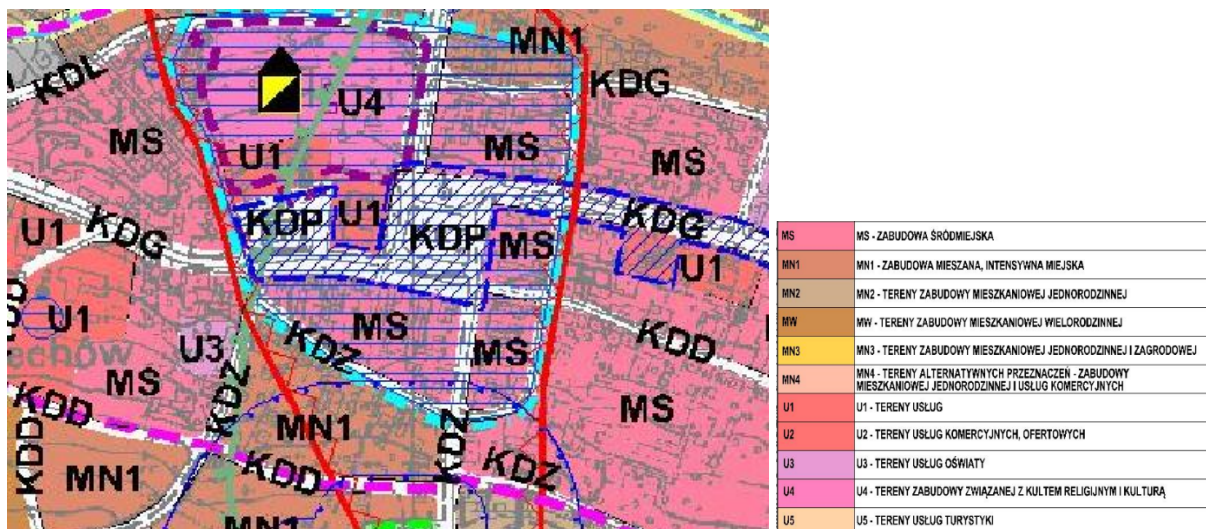 MN1
282
KDL
KDG
U4
MS
MS
MS
U1
KDP
U1
KDP
KDG
MS
U1
KDG
U1
U1
echów
MS
U3
KDZ
MS
MS
KDD
MS
KDD
KDD
KDZ
MN1
KDZ
KDZ
KDD
MN1
MN1
MS MS - ZABUDOWA ŚRÓDMIEJSKA
MN1 MN1 - ZABUDOWA MIESZANA, INTENSYWNA MIEJSKA
MN2 MN2 - TERENY ZABUDOWY MIESZKANIOWEJ JEDNORODZINNEJ
MW MW - TERENY ZABUDOWY MIESZKANIOWEJ WIELORODZINNEJ
MN3 MN3 - TERENY ZABUDOWY MIESZKANIOWEJ JEDNORODZINNEJ I ZAGRODOWEJ
MN4 MN4 - TERENY ALTERNATYWNYCH PRZEZNACZEŃ - ZABUDOWY
MIESZKANIOWEJ JEDNORODZINNEJ I USŁUG KOMERCYJNYCH
U1 U1 - TERENY USŁUG
U2 U2 - TERENY USŁUG KOMERCYJNYCH, OFERTOWYCH
U3 U3 - TERENY USŁUG OŚWIATY
U4 U4 - TERENY ZABUDOWY ZWIĄZANEJ Z KULTEM RELIGIJNYM I KULTURĄ
U5 U5 - TERENY USŁUG TURYSTYKI